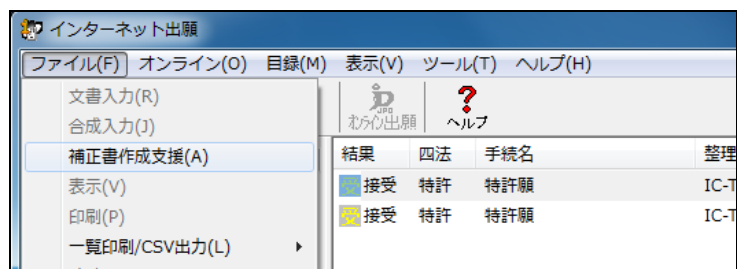 インターネット出願
ファイル(F) オンライン(O) 目録(M) 表示(V) ツール(T) ヘルプ(H)
文書入力(R)
合成入力(J)
補正書作成支援(A)
表示(V)
印刷(P)
一覧印刷/CSV出力(L)
JPO
オンライン出願 ヘルプ
結果 四法 手続名 整理
受 接受 特許 特許願 IC-T
受 接受 特許 特許願 IC-T